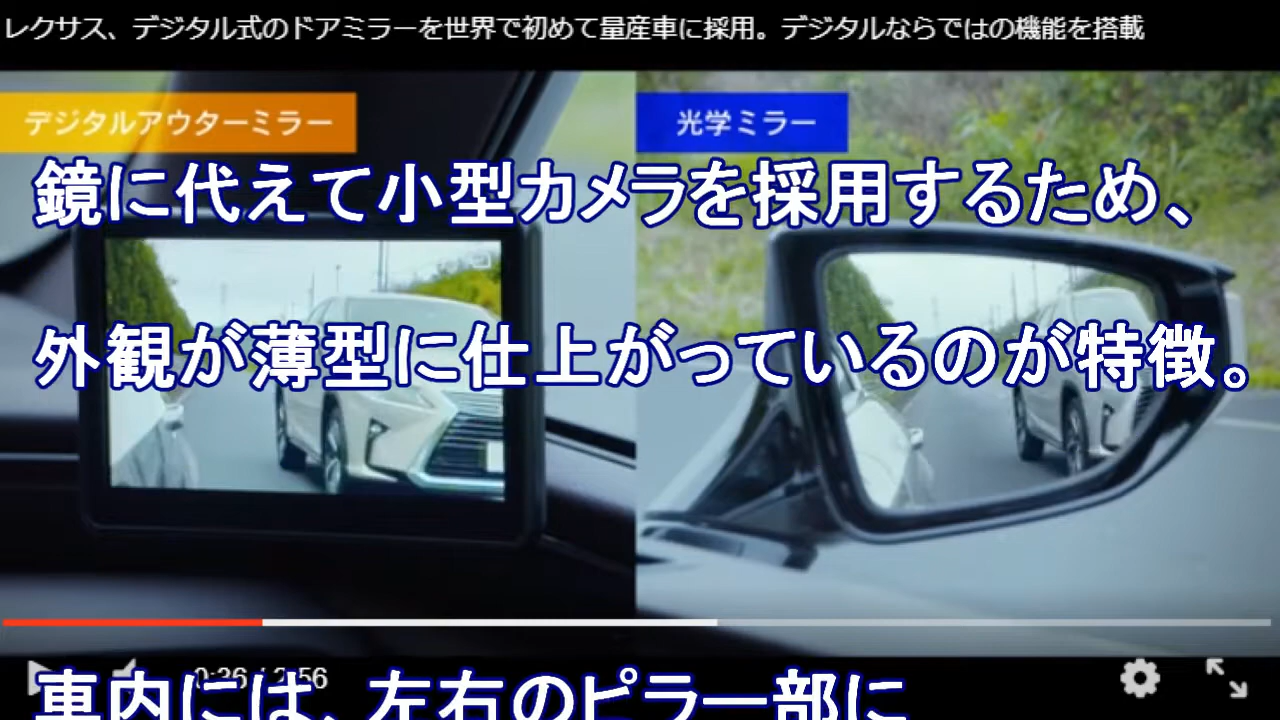 レクサス、デジタル式のドアミラーを世界で初めて量産車に採用。デジタルならではの機能を搭載
デジタルアウターミラー
光学ミラー
鏡に代えて小型カメラを採用するため、
外観が薄型に仕上がっているのが特徴。
0:36 / 2:56
車内には、左右のピラー部に